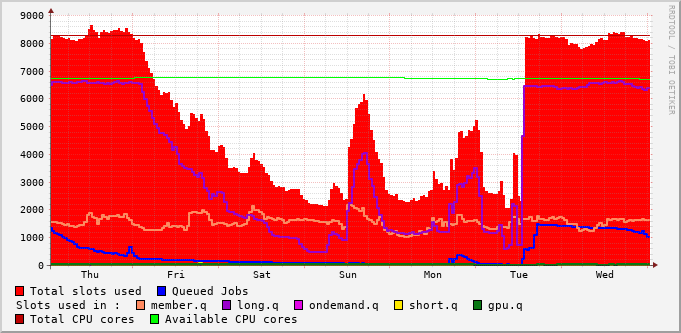 9000
8000
7000
6000
5000
4000
3000
2000
1000
0
Thu Fri Sat Sun Mon Tue Wed
RRDTOOL / TOBI OETIKER
Total slots used Queued Jobs
Slots used in : member.q long.q ondemand.q short.q gpu.q
Total CPU cores Available CPU cores